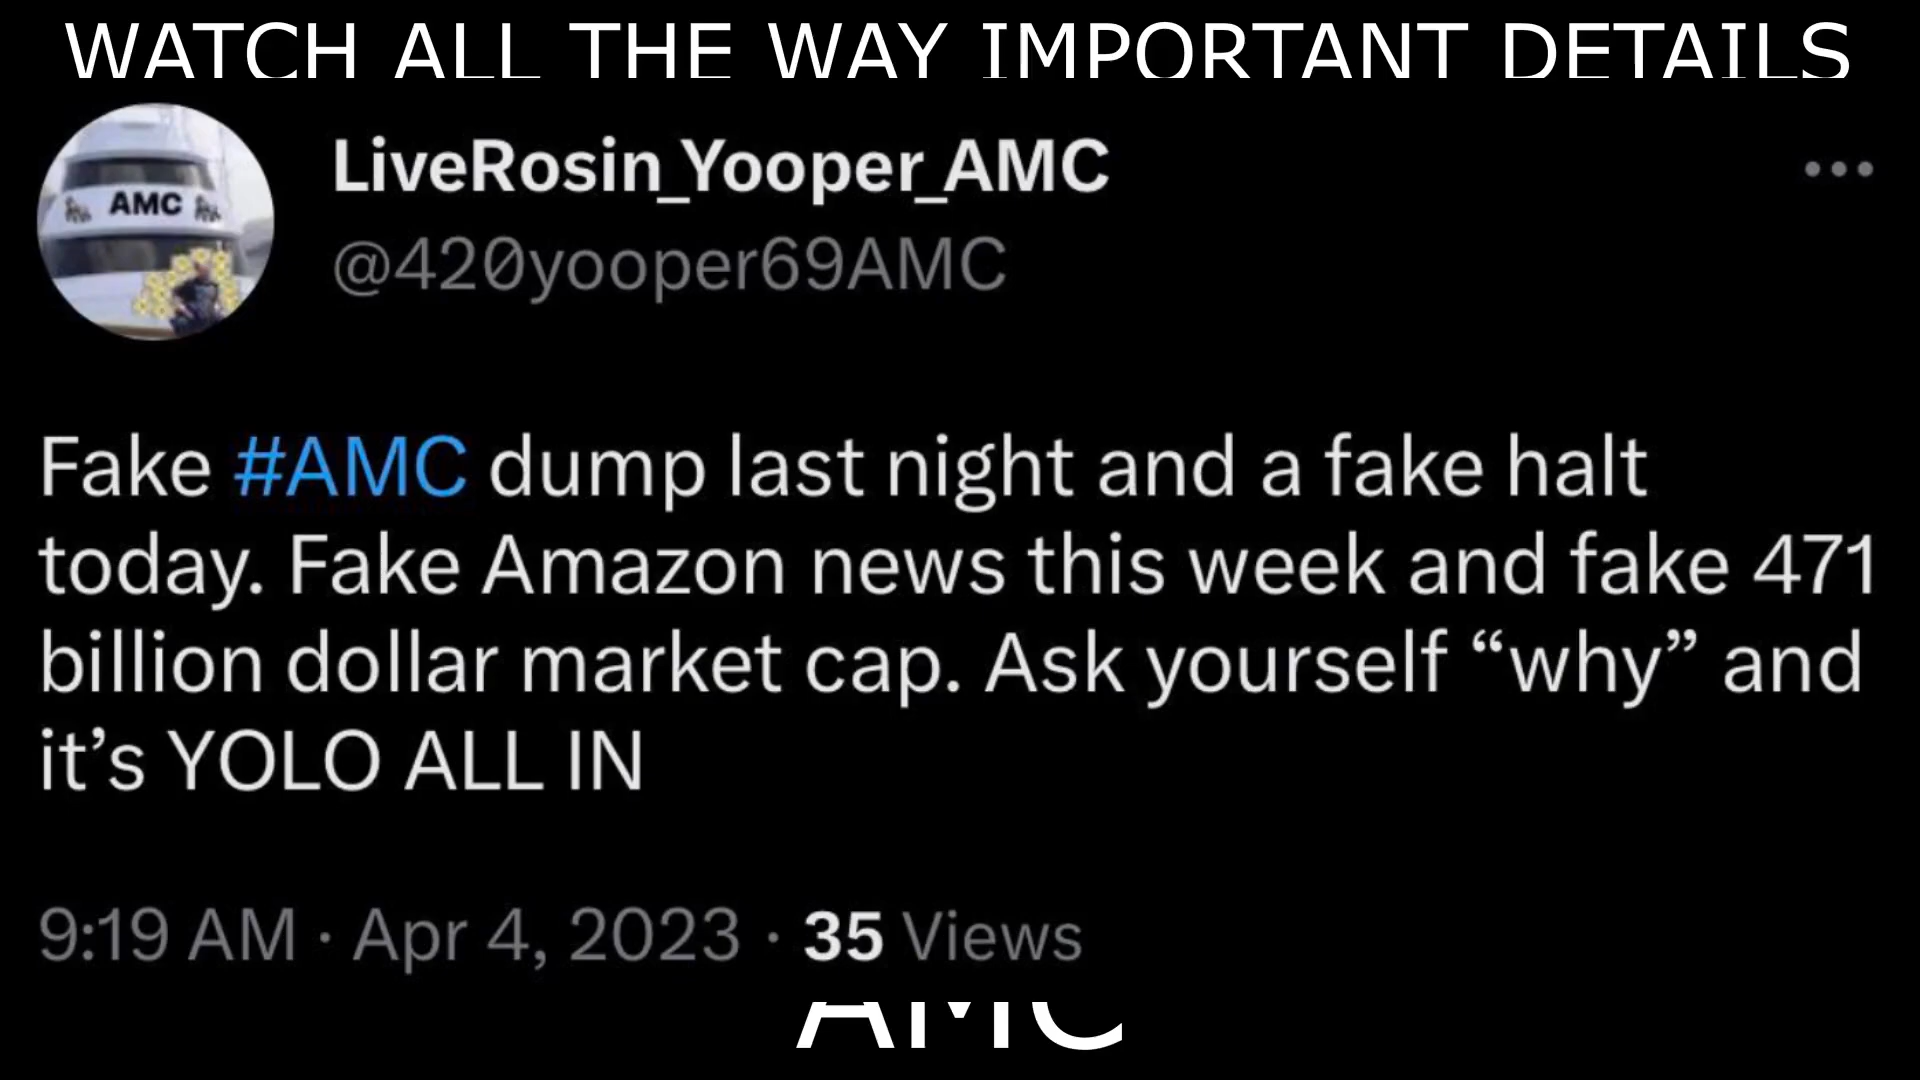 WATCH ALL THE WAY IMPORTANT DETAILS
AMC
LiveRosin_Yooper_AMC
@420yooper69AMC
Fake #AMC dump last night and a fake halt
today. Fake Amazon news this week and fake 471
billion dollar market cap. Ask yourself “why” and
it’s YOLO ALL IN
9:19 AM · Apr 4, 2023 · 35 Views
AMC